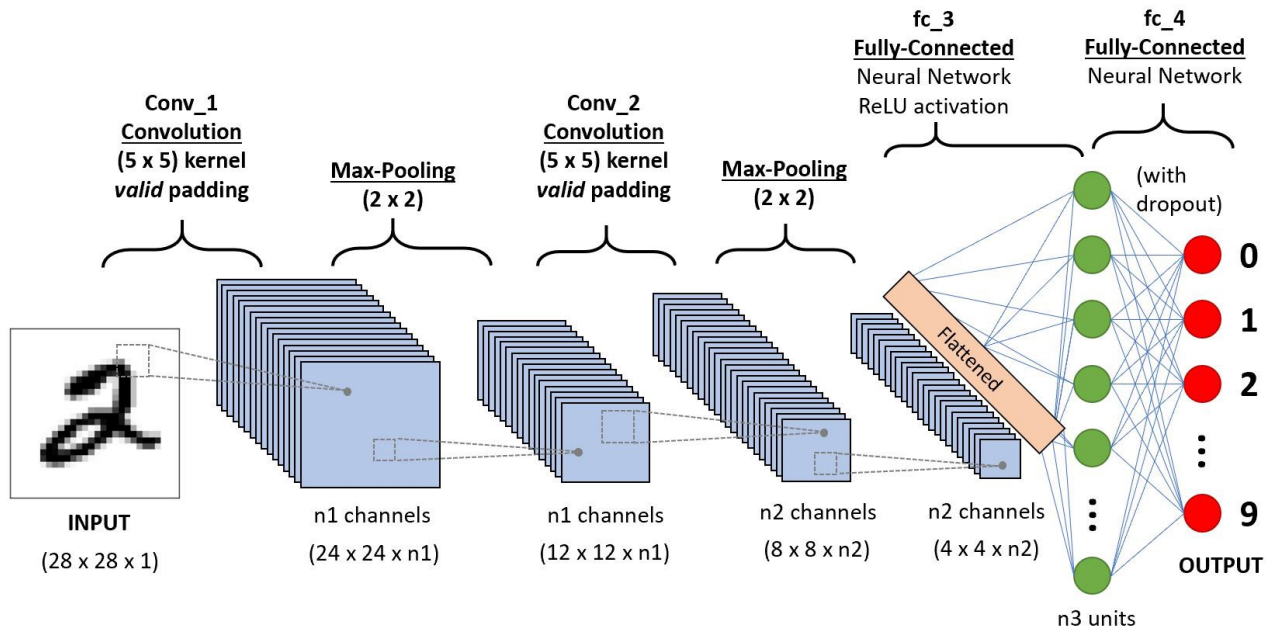 Conv_1
Convolution
(5 x 5) kernel
valid padding
Max-Pooling
(2 x 2)
Conv_2
Convolution
(5 x 5) kernel
valid padding
Max-Pooling
(2 x 2)
fc_3
Fully-Connected
Neural Network
ReLU activation
fc_4
Fully-Connected
Neural Network
(with
dropout)
Flattened
0
1
2
9
OUTPUT
2
INPUT
(28 x 28 x 1)
n1 channels
(24 x 24 x n1)
n1 channels
(12 x 12 x n1)
n2 channels
(8 x 8 x n2)
n2 channels
(4 x 4 x n2)
n3 units